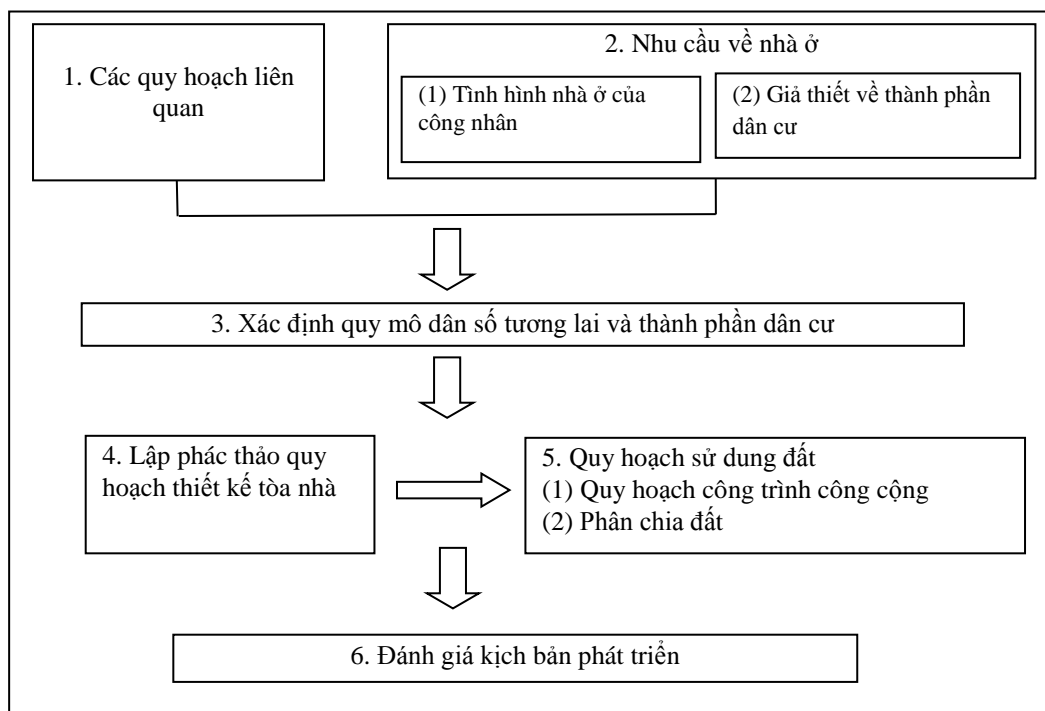 1. Các quy hoạch liên
quan
2. Nhu cầu về nhà ở
(1) Tình hình nhà ở của
công nhân
(2) Giả thiết về thành phần
dân cư
3. Xác định quy mô dân số tương lai và thành phần dân cư
4. Lập phác thảo quy
hoạch thiết kế tòa nhà
5. Quy hoạch sử dung đất
(1) Quy hoạch công trình công cộng
(2) Phân chia đất
6. Đánh giá kịch bản phát triển